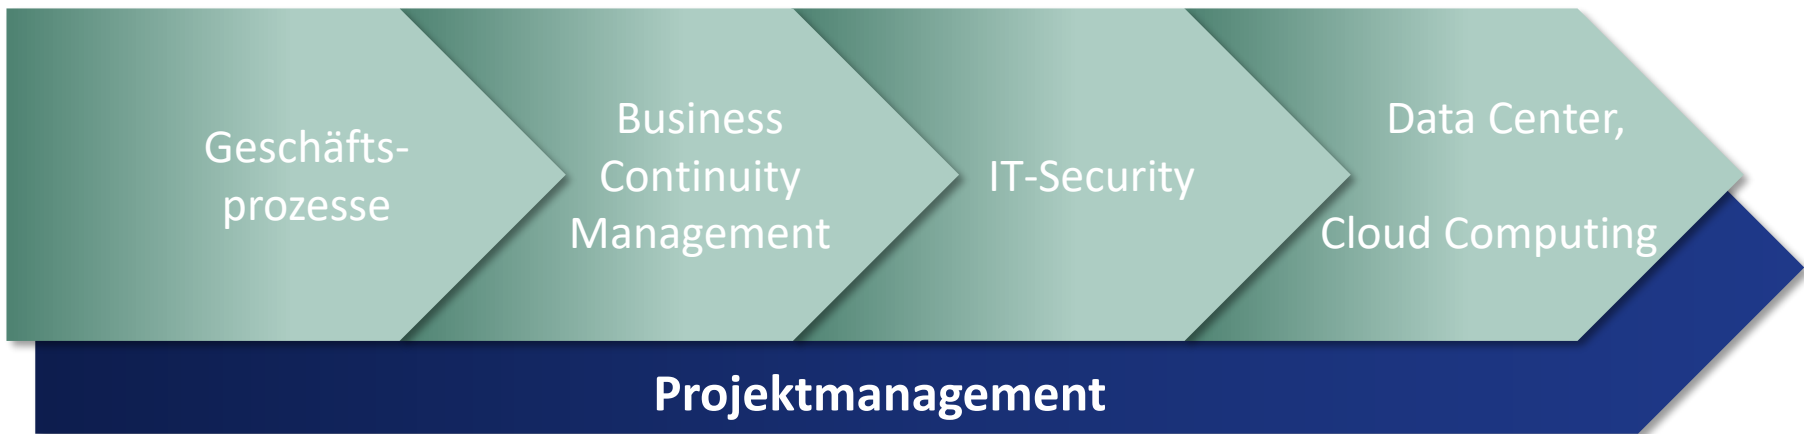 Geschäfts-
prozesse
Business
Continuity
Management
IT-Security
Data Center,
Cloud Computing
Projektmanagement